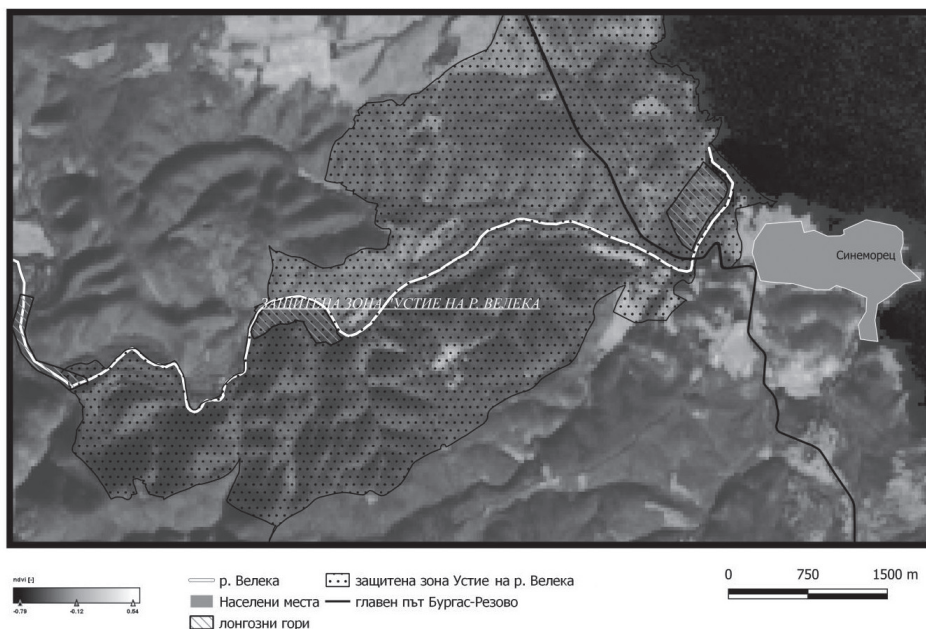 Синеморец
ЗАЩИТЕНА ЗОНА УСТИЕ НА Р. ВЕЛЕКА
ndvi [-]
-0.79 -0.12 0.54
р. Велека
Населени места
лонгозни гори
защитена зона Устие на р. Велека
главен път Бургас-Резово
0 750 1500 m